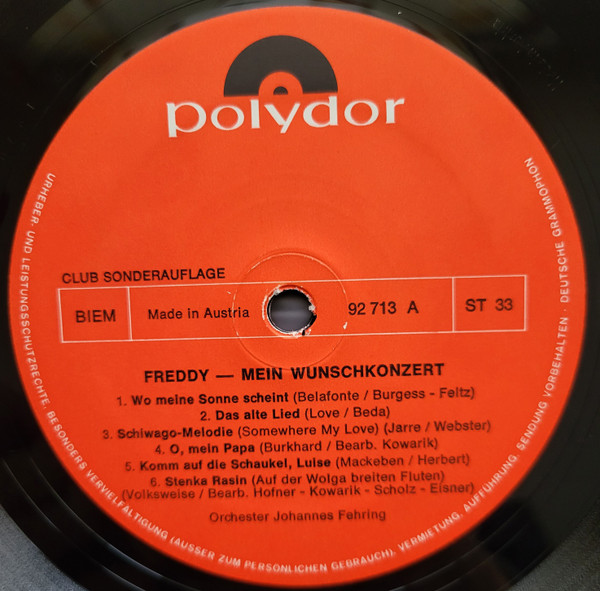 polydor
CLUB SONDERAUFLAGE
BIEM
Made in Austria
92 713 A
ST 33
FREDDY — MEIN WUNSCHKONZERT
1. Wo meine Sonne scheint (Belafonte / Burgess - Feltz)
2. Das alte Lied (Love / Beda)
3. Schiwago-Melodie (Somewhere My Love) (Jarre / Webster)
4. O, mein Papa (Burkhard / Bearb. Kowarik)
5. Komm auf die Schaukel, Luise (Mackeben / Herbert)
6. Stenka Rasin (Auf der Wolga breiten Fluten)
(Volksweise / Bearb. Hofner - Kowarik - Scholz - Eisner)
Orchester Johannes Fehring
URHEBER- UND LEISTUNGSSCHUTZRECHTE, BESONDERS VERVIELFÄLTIGUNG (AUSSER ZUM PERSÖNLICHEN GEBRAUCH), VERMIETUNG, AUFFÜHRUNG, SENDUNG VORBEHALTEN · DEUTSCHE GRAMMOPHON